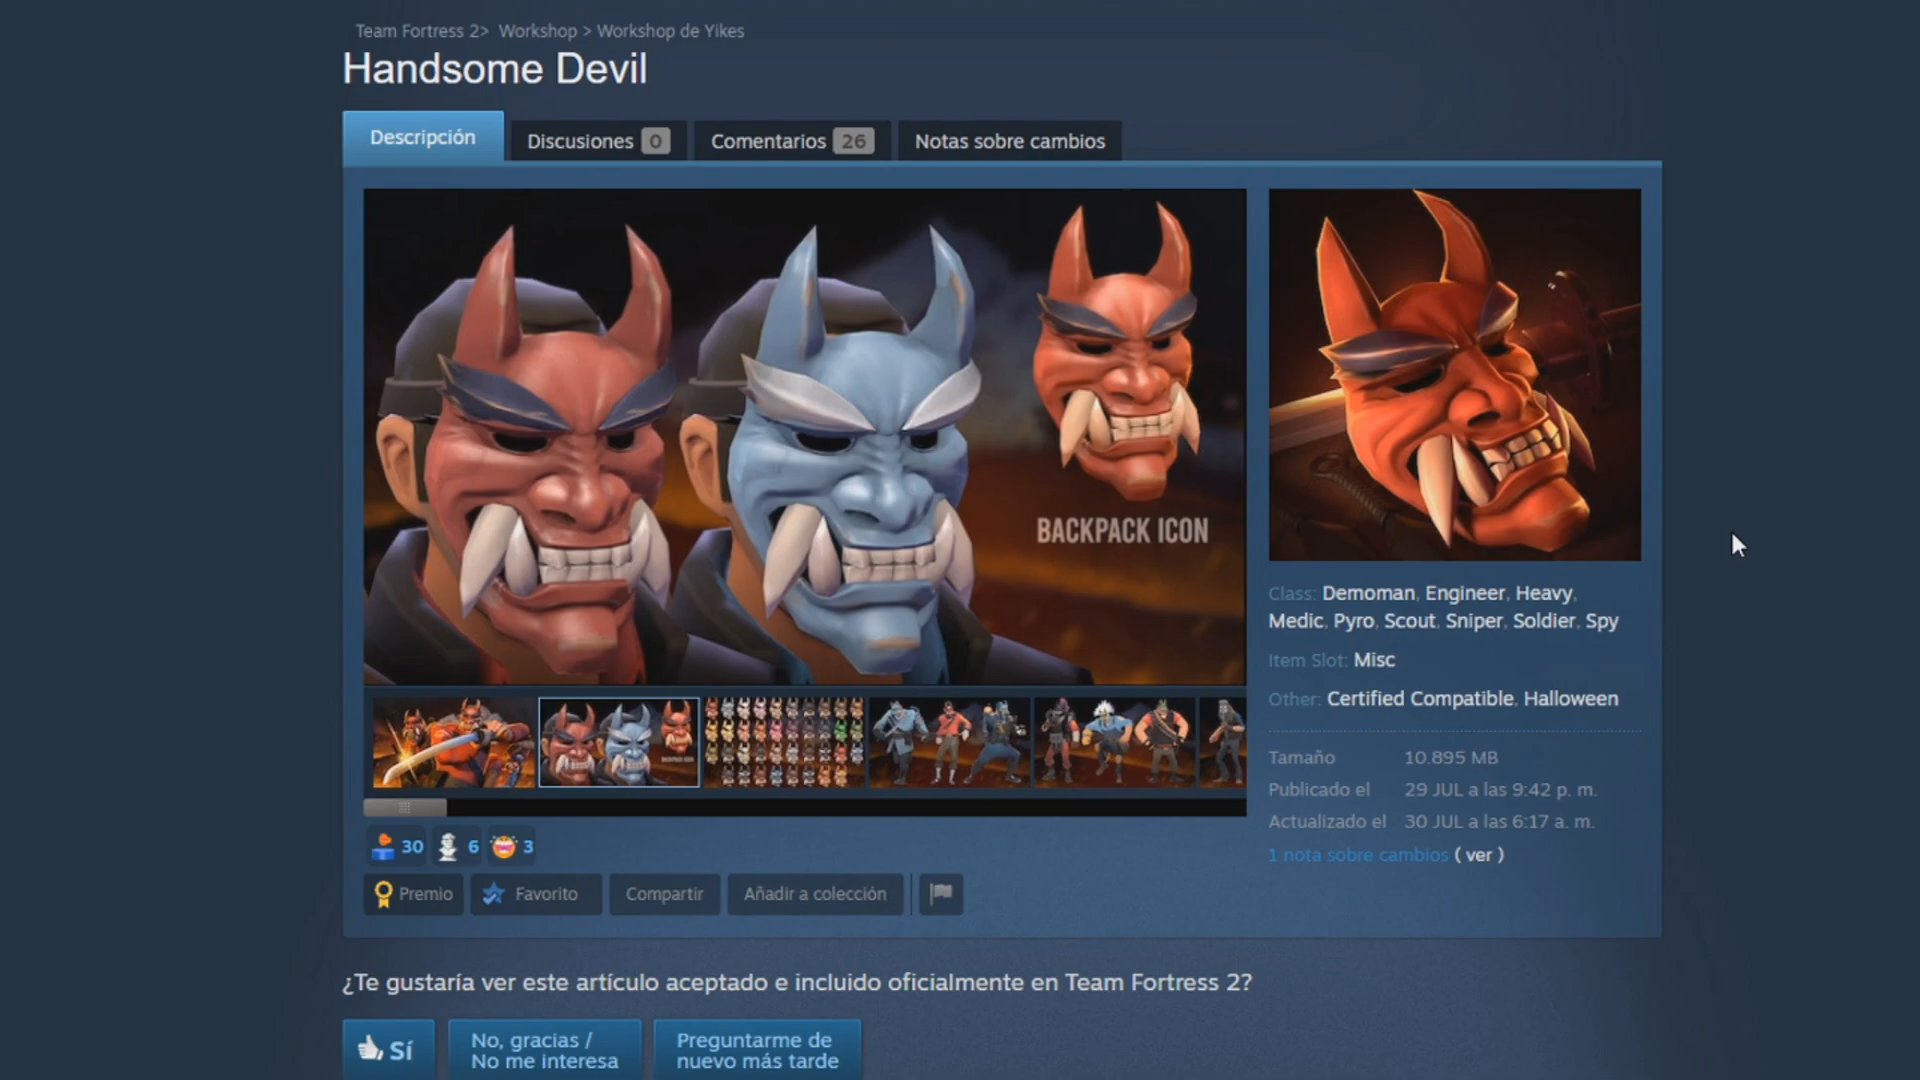 Team Fortress 2> Workshop > Workshop de Yikes
Handsome Devil
Descripción
Discusiones 0
Comentarios 26
Notas sobre cambios
BACKPACK ICON
Class: Demoman, Engineer, Heavy,
Medic, Pyro, Scout, Sniper, Soldier, Spy
Item Slot: Misc
Other: Certified Compatible, Halloween
Tamaño 10.895 MB
Publicado el 29 JUL a las 9:42 p. m.
Actualizado el 30 JUL a las 6:17 a. m.
1 nota sobre cambios ( ver )
BACKPACK ICON
30 6 3
Premio
Favorito
Compartir
Añadir a colección
¿Te gustaría ver este artículo aceptado e incluido oficialmente en Team Fortress 2?
Sí
No, gracias /
No me interesa
Preguntarme de
nuevo más tarde